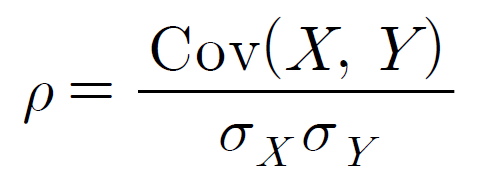 ρ = Cov(X, Y) / σ_X σ_Y